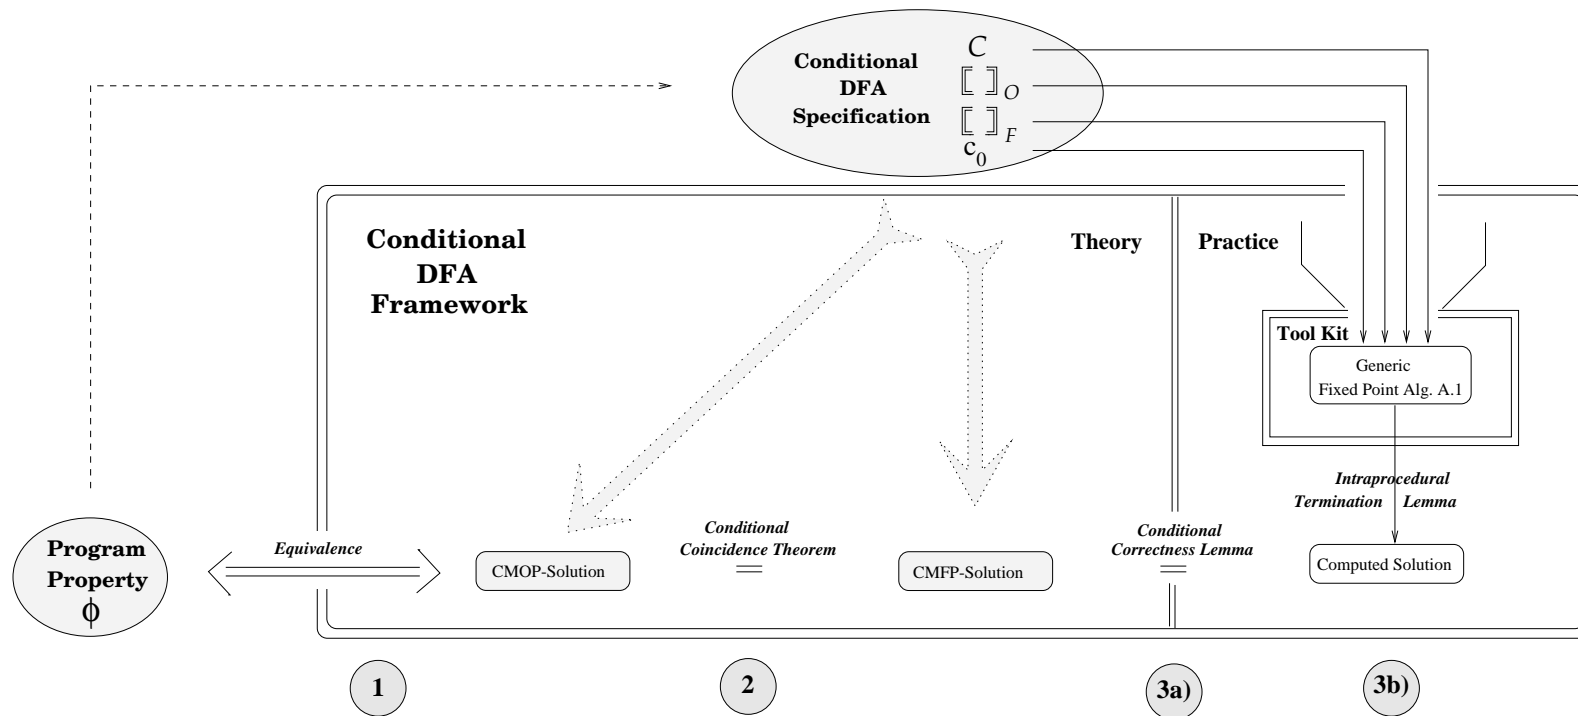 Conditional
DFA
Specification
C
[[ ]] O
[[ ]] F
c0
Conditional
DFA
Framework
Theory
Practice
Tool Kit
Generic
Fixed Point Alg. A.1
Intraprocedural
Termination Lemma
Program
Property
ϕ
Equivalence
CMOP-Solution
Conditional
Coincidence Theorem
=
CMFP-Solution
Conditional
Correctness Lemma
=
Computed Solution
1
2
3a)
3b)